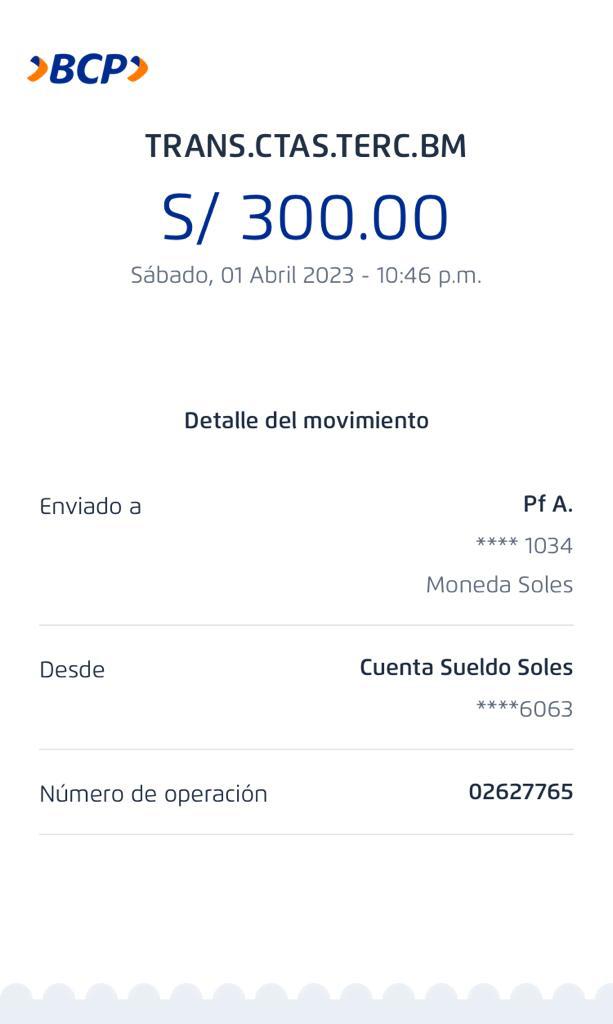 BCP
TRANS.CTAS.TERC.BM
S/ 300.00
Sábado, 01 Abril 2023 - 10:46 p.m.
Detalle del movimiento
Enviado a
Pf A.
**** 1034
Moneda Soles
Desde
Cuenta Sueldo Soles
****6063
Número de operación
02627765